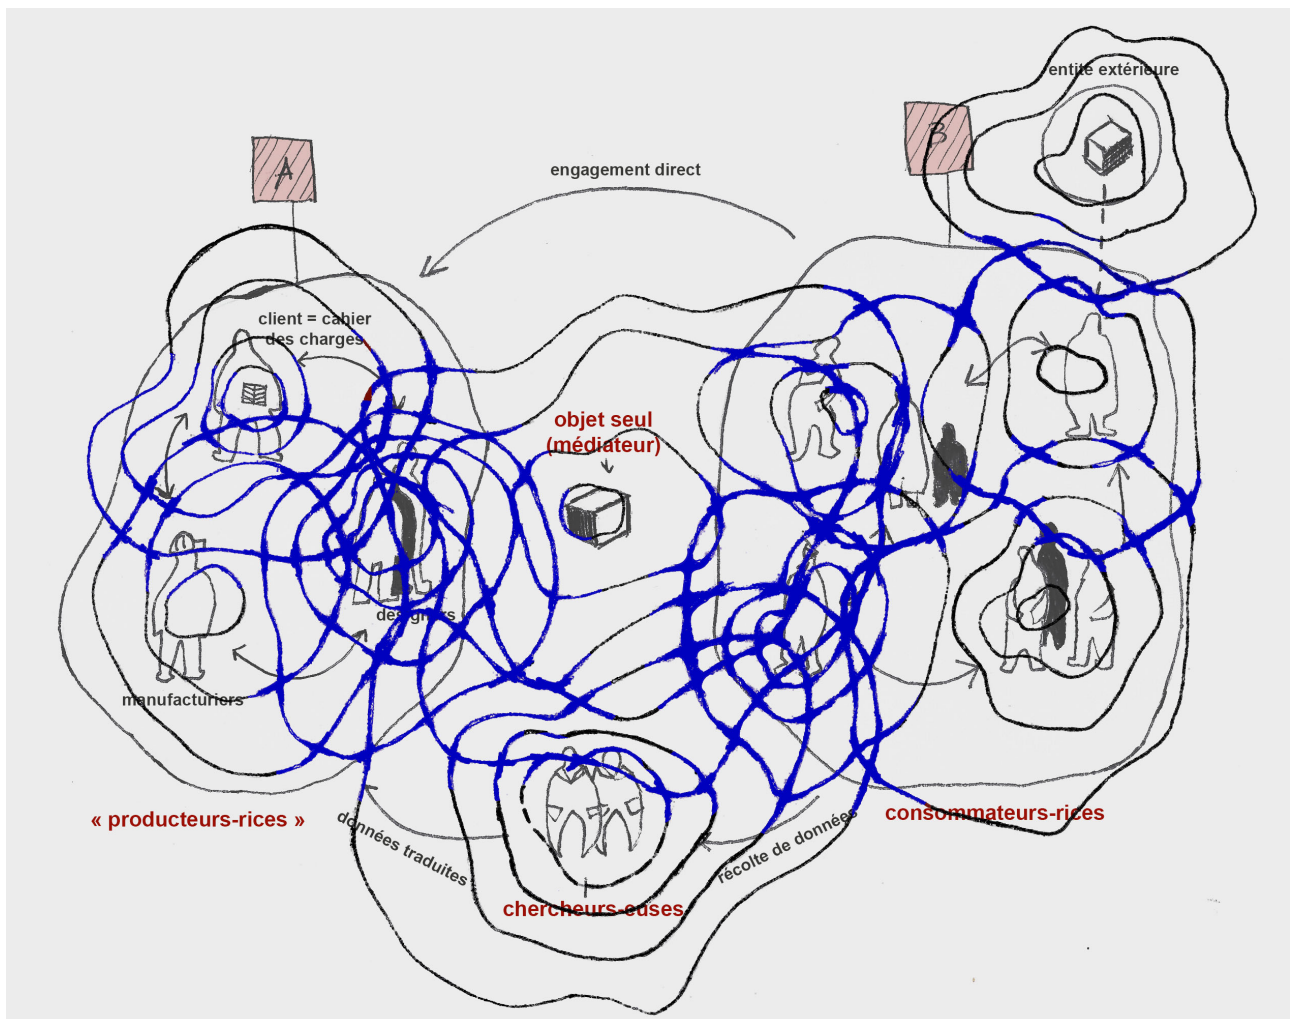 entité extérieure
A
B
engagement direct
client = cahier
des charges
objet seul
(médiateur)
designers
manufacturiers
« producteurs-rices »
données traduites
récolte de données
consommateurs-rices
chercheurs-euses